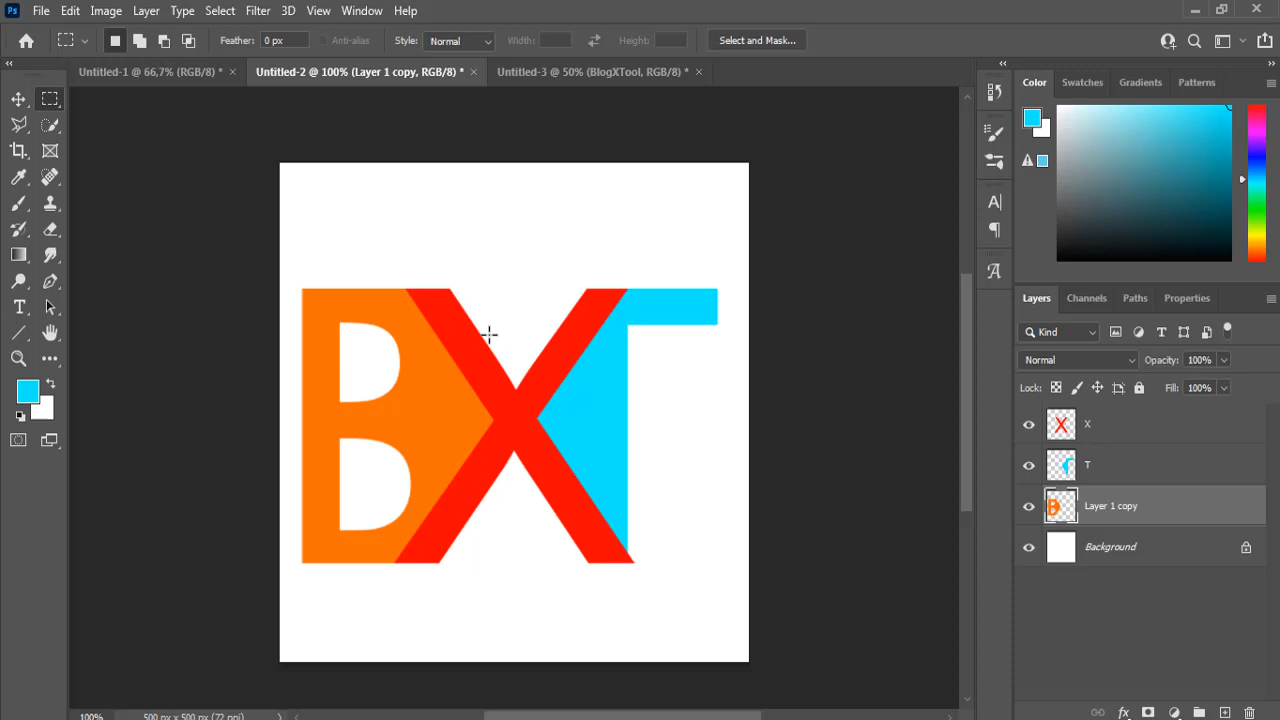 Ps File Edit Image Layer Type Select Filter 3D View Window Help
Feather: 0 px Anti-alias Style: Normal Width: Height: Select and Mask...
Untitled-1 @ 66,7% (RGB/8) * × Untitled-2 @ 100% (Layer 1 copy, RGB/8) * × Untitled-3 @ 50% (BlogXTool, RGB/8) * ×
Color Swatches Gradients Patterns
BXT
Layers Channels Paths Properties
Kind
Normal Opacity: 100%
Lock: Fill: 100%
X
T
Layer 1 copy
Background
100% 500 px x 500 px (72 ppi)